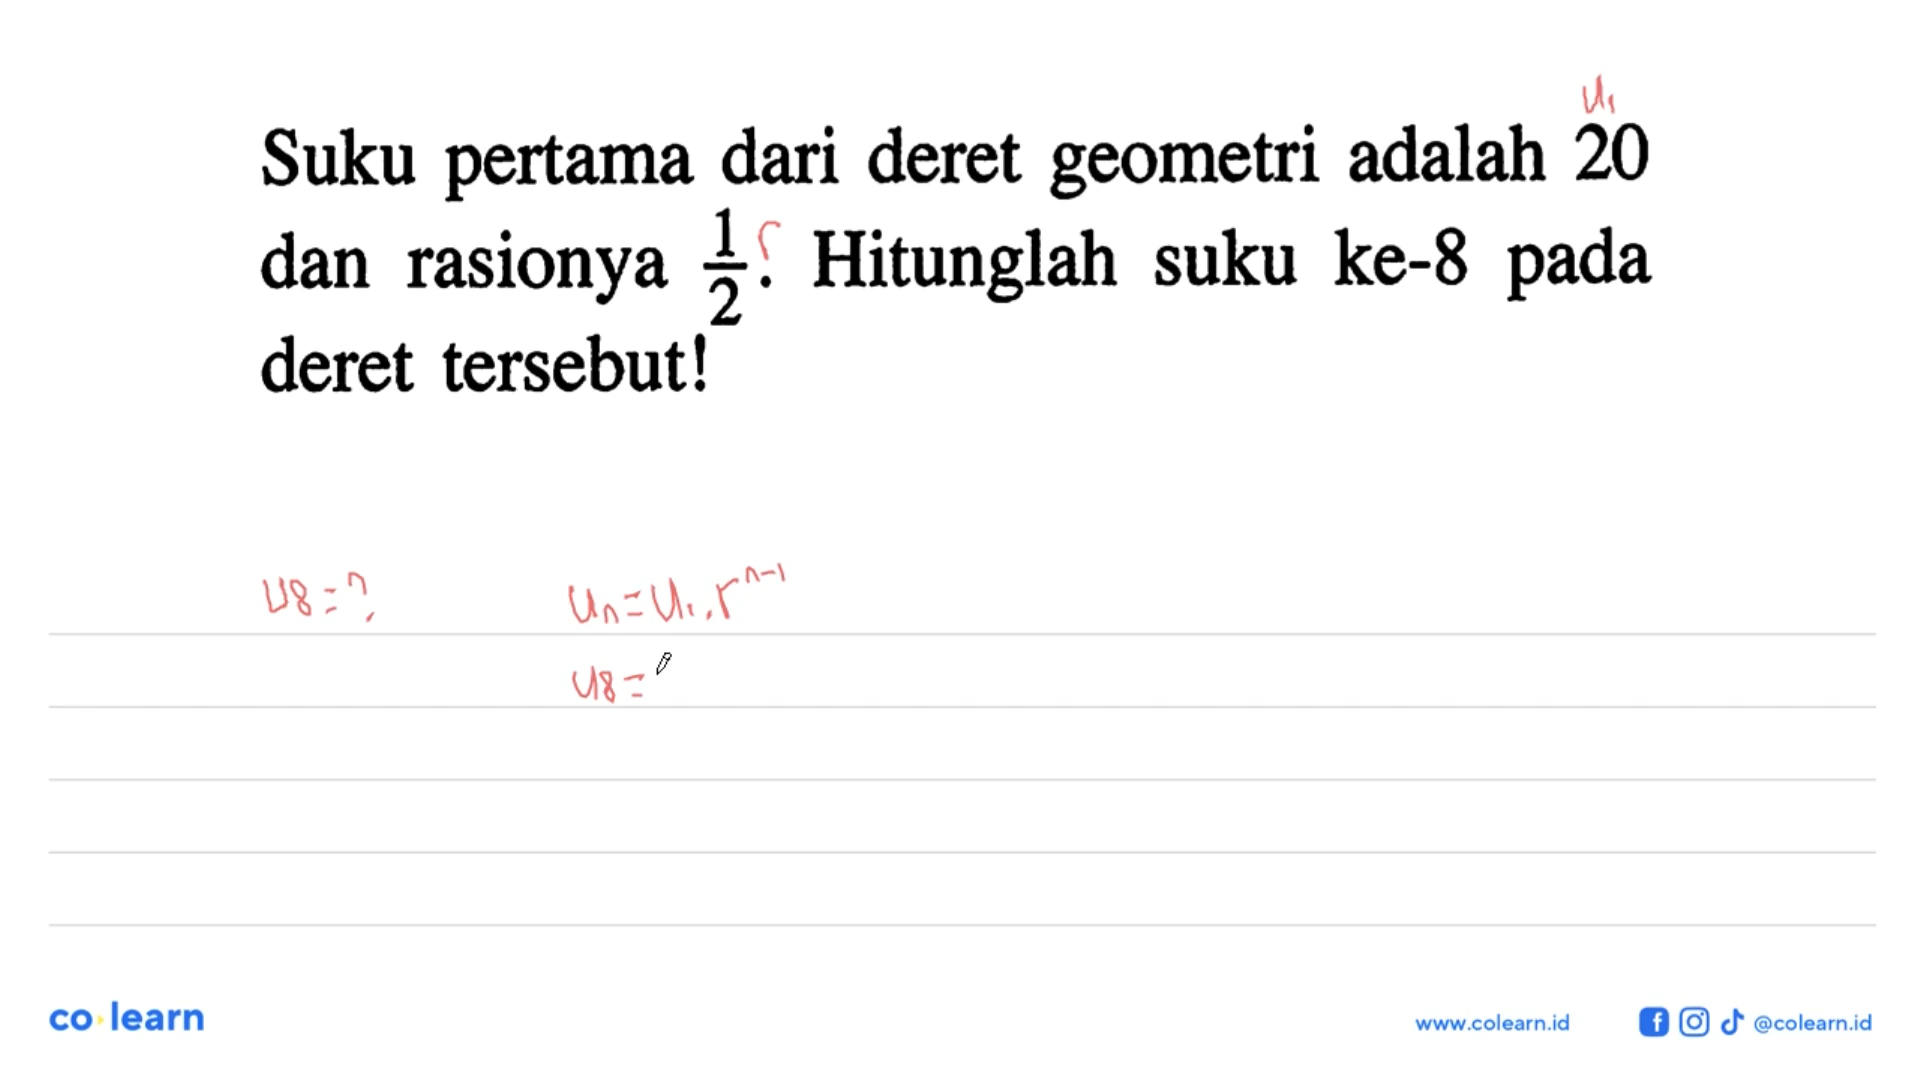 U₁
Suku pertama dari deret geometri adalah 20
dan rasionya 1/2. r Hitunglah suku ke-8 pada
deret tersebut!
U8 = ?
Un = U₁ . r^(n-1)
U8 =
co learn
www.colearn.id
@colearn.id